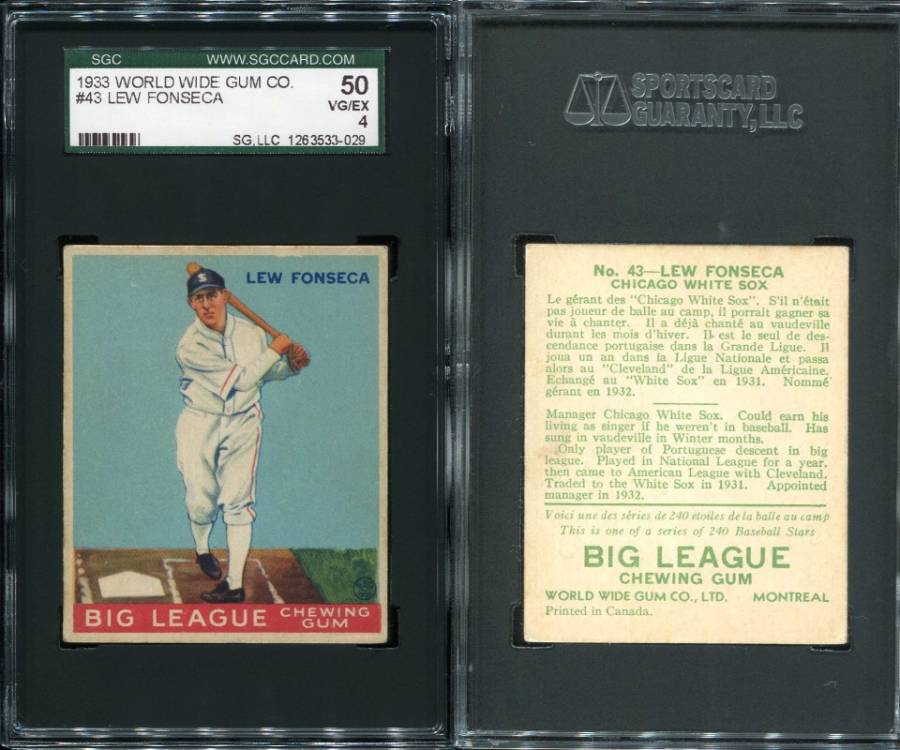 SGC WWW.SGCCARD.COM
1933 WORLD WIDE GUM CO. 50
#43 LEW FONSECA VG/EX
4
SG, LLC 1263533-029
LEW FONSECA
S
BIG LEAGUE CHEWING GUM
SPORTSCARD
GUARANTY, LLC
No. 43—LEW FONSECA
CHICAGO WHITE SOX
Le gérant des "Chicago White Sox". S'il n'était
pas joueur de balle au camp, il porrait gagner sa
vie à chanter. Il a déjà chanté au vaudeville
durant les mois d'hiver. Il est le seul de des-
cendance portugaise dans la Grande Ligue. Il
joua un an dans la Ligue Nationale et passa
alors au "Cleveland" de la Ligue Américaine.
Echangé au "White Sox" en 1931. Nommé
gérant en 1932.
Manager Chicago White Sox. Could earn his
living as singer if he weren't in baseball. Has
sung in vaudeville in Winter months.
Only player of Portuguese descent in big
league. Played in National League for a year,
then came to American League with Cleveland.
Traded to the White Sox in 1931. Appointed
manager in 1932.
Voici une des séries de 240 etoiles de la balle au camp
This is one of a series of 240 Baseball Stars
BIG LEAGUE
CHEWING GUM
WORLD WIDE GUM CO., LTD. MONTREAL
Printed in Canada.